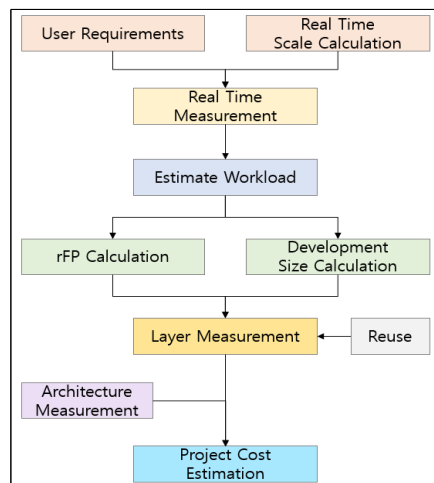 User Requirements
Real Time
Scale Calculation
Real Time
Measurement
Estimate Workload
rFP Calculation
Development
Size Calculation
Layer Measurement
Reuse
Architecture
Measurement
Project Cost
Estimation